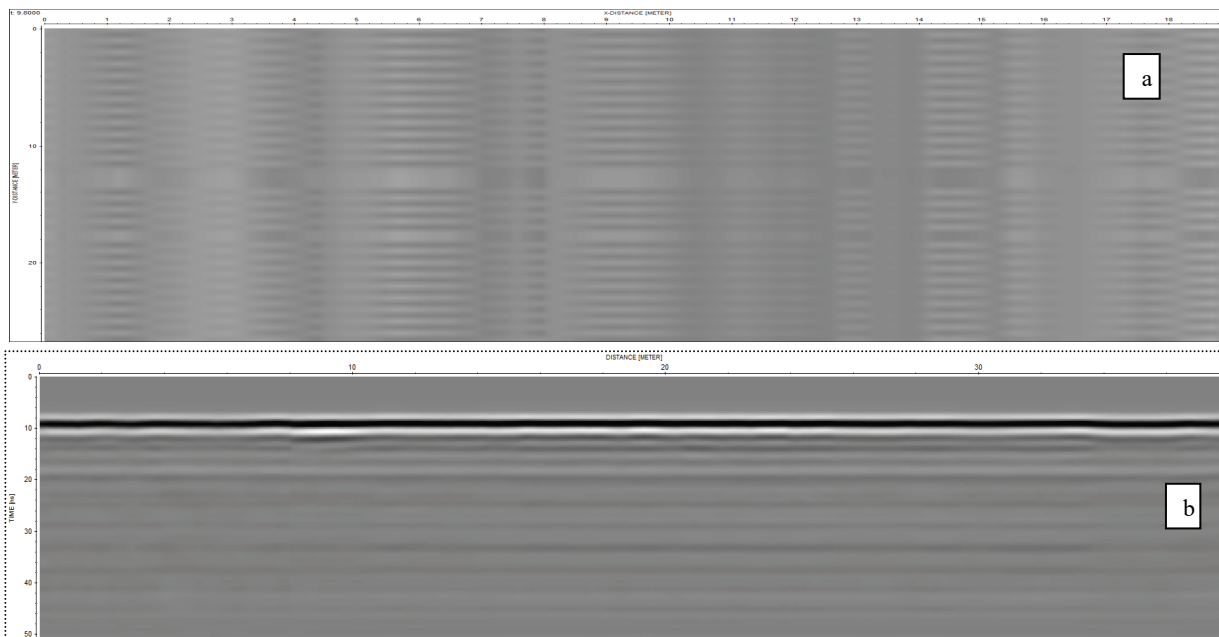 t: 9.6000
X-DISTANCE [METER]
0 1 2 3 4 5 6 7 8 9 10 11 12 13 14 15 16 17 18
a
0
10
20
Y-DISTANCE [METER]
DISTANCE [METER]
0 10 20 30
b
0
10
20
30
40
50
TIME [ns]